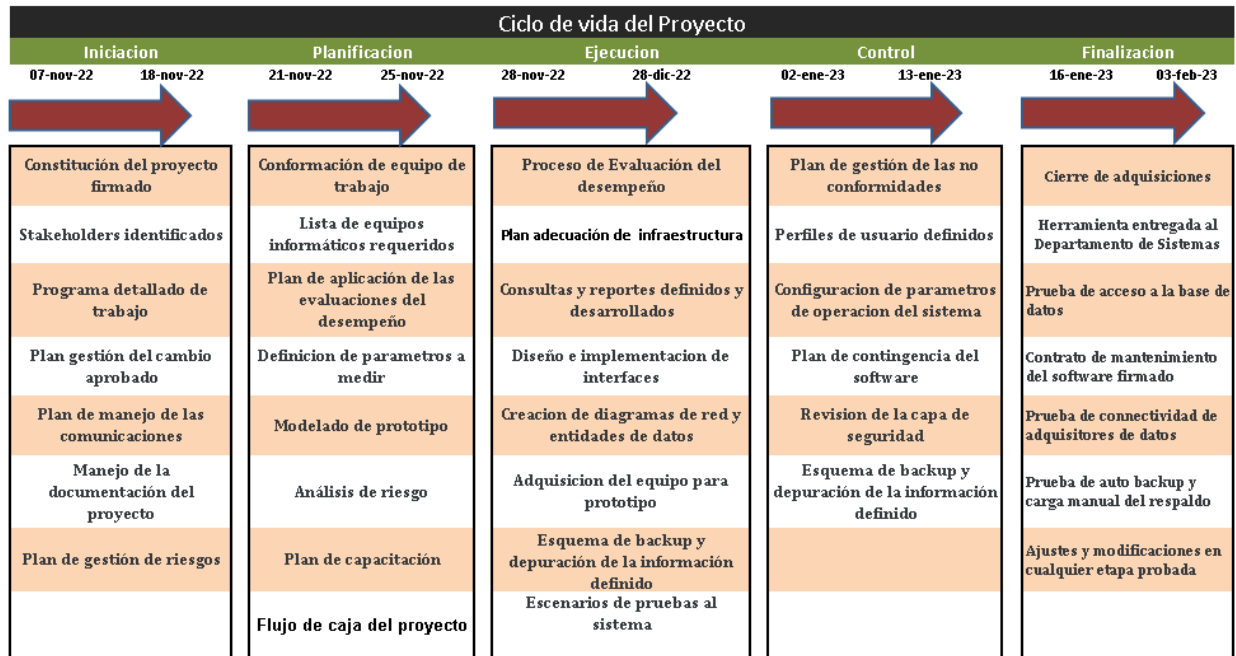 Ciclo de vida del Proyecto
Iniciacion
07-nov-22 18-nov-22
Constitución del proyecto
firmado
Stakeholders identificados
Programa detallado de
trabajo
Plan gestión del cambio
aprobado
Plan de manejo de las
comunicaciones
Manejo de la
documentación del
proyecto
Plan de gestión de riesgos
Planificacion
21-nov-22 25-nov-22
Conformación de equipo de
trabajo
Lista de equipos
informáticos requeridos
Plan de aplicación de las
evaluaciones del
desempeño
Definicion de parametros a
medir
Modelado de prototipo
Análisis de riesgo
Plan de capacitación
Flujo de caja del proyecto
Ejecucion
28-nov-22 28-dic-22
Proceso de Evaluación del
desempeño
Plan adecuación de infraestructura
Consultas y reportes definidos y
desarrollados
Diseño e implementacion de
interfaces
Creacion de diagramas de red y
entidades de datos
Adquisicion del equipo para
prototipo
Esquema de backup y
depuración de la información
definido
Escenarios de pruebas al
sistema
Control
02-ene-23 13-ene-23
Plan de gestión de las no
conformidades
Perfiles de usuario definidos
Configuracion de parametros
de operacion del sistema
Plan de contingencia del
software
Revision de la capa de
seguridad
Esquema de backup y
depuración de la información
definido
Finalizacion
16-ene-23 03-feb-23
Cierre de adquisiciones
Herramienta entregada al
Departamento de Sistemas
Prueba de acceso a la base de
datos
Contrato de mantenimiento
del software firmado
Prueba de connectividad de
adquisitores de datos
Prueba de auto backup y
carga manual del respaldo
Ajustes y modificaciones en
cualquier etapa probada